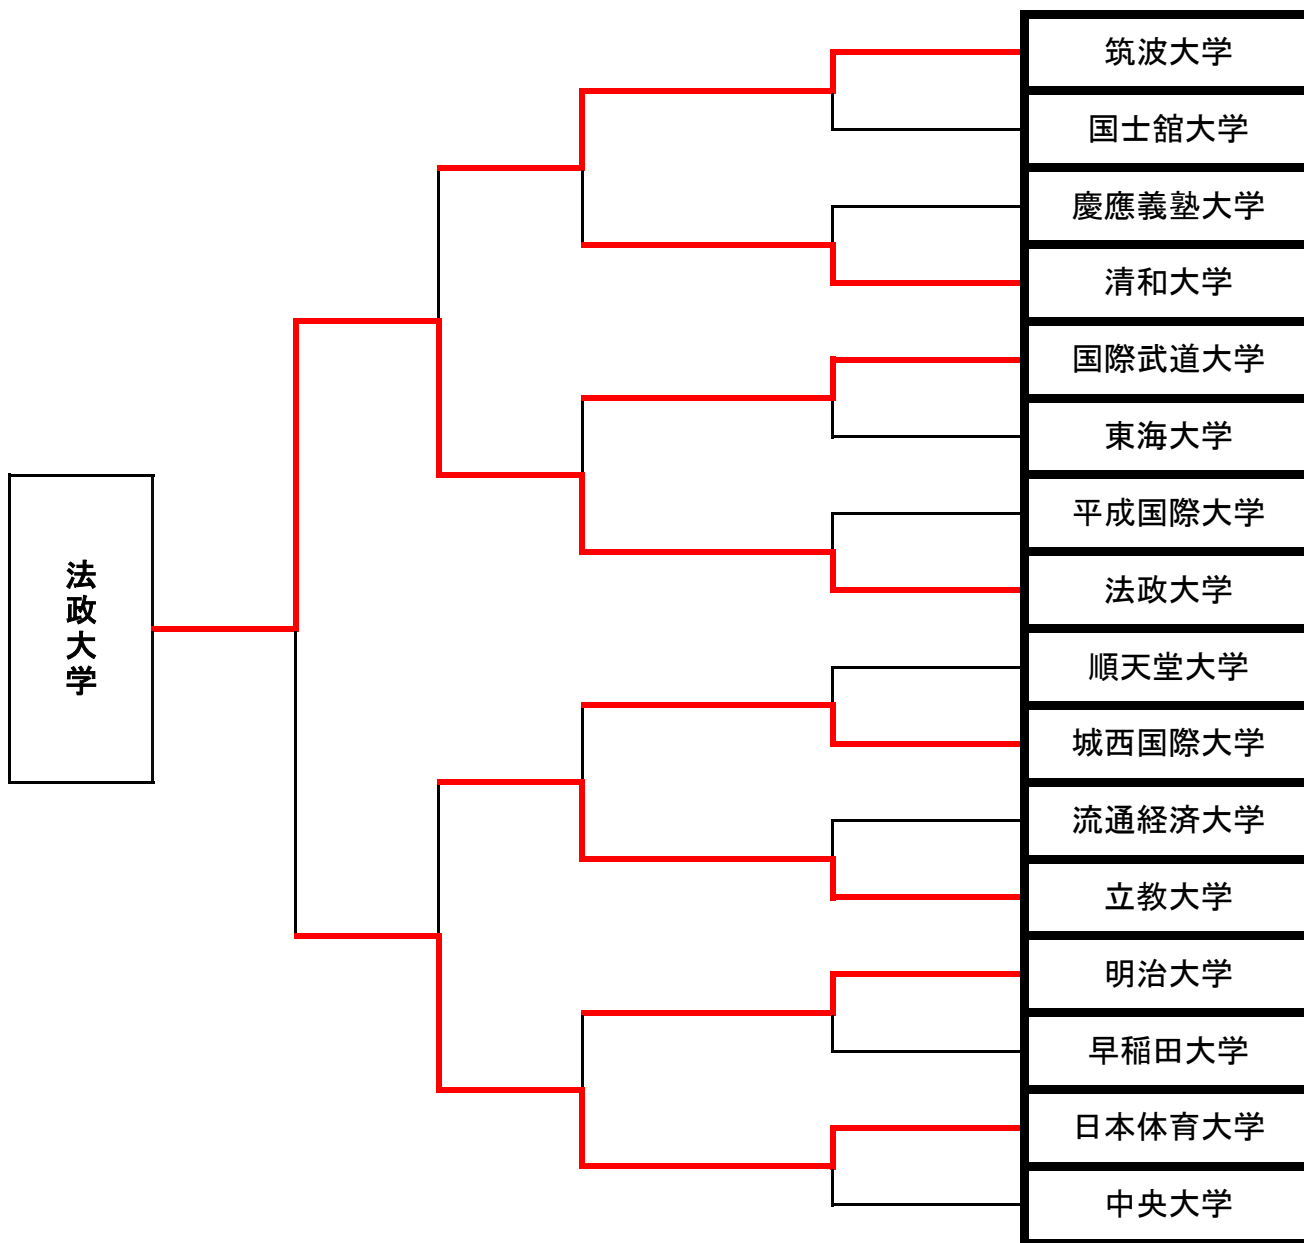 筑波大学
国士舘大学
慶應義塾大学
清和大学
国際武道大学
東海大学
平成国際大学
法政大学
法政大学
順天堂大学
城西国際大学
流通経済大学
立教大学
明治大学
早稲田大学
日本体育大学
中央大学